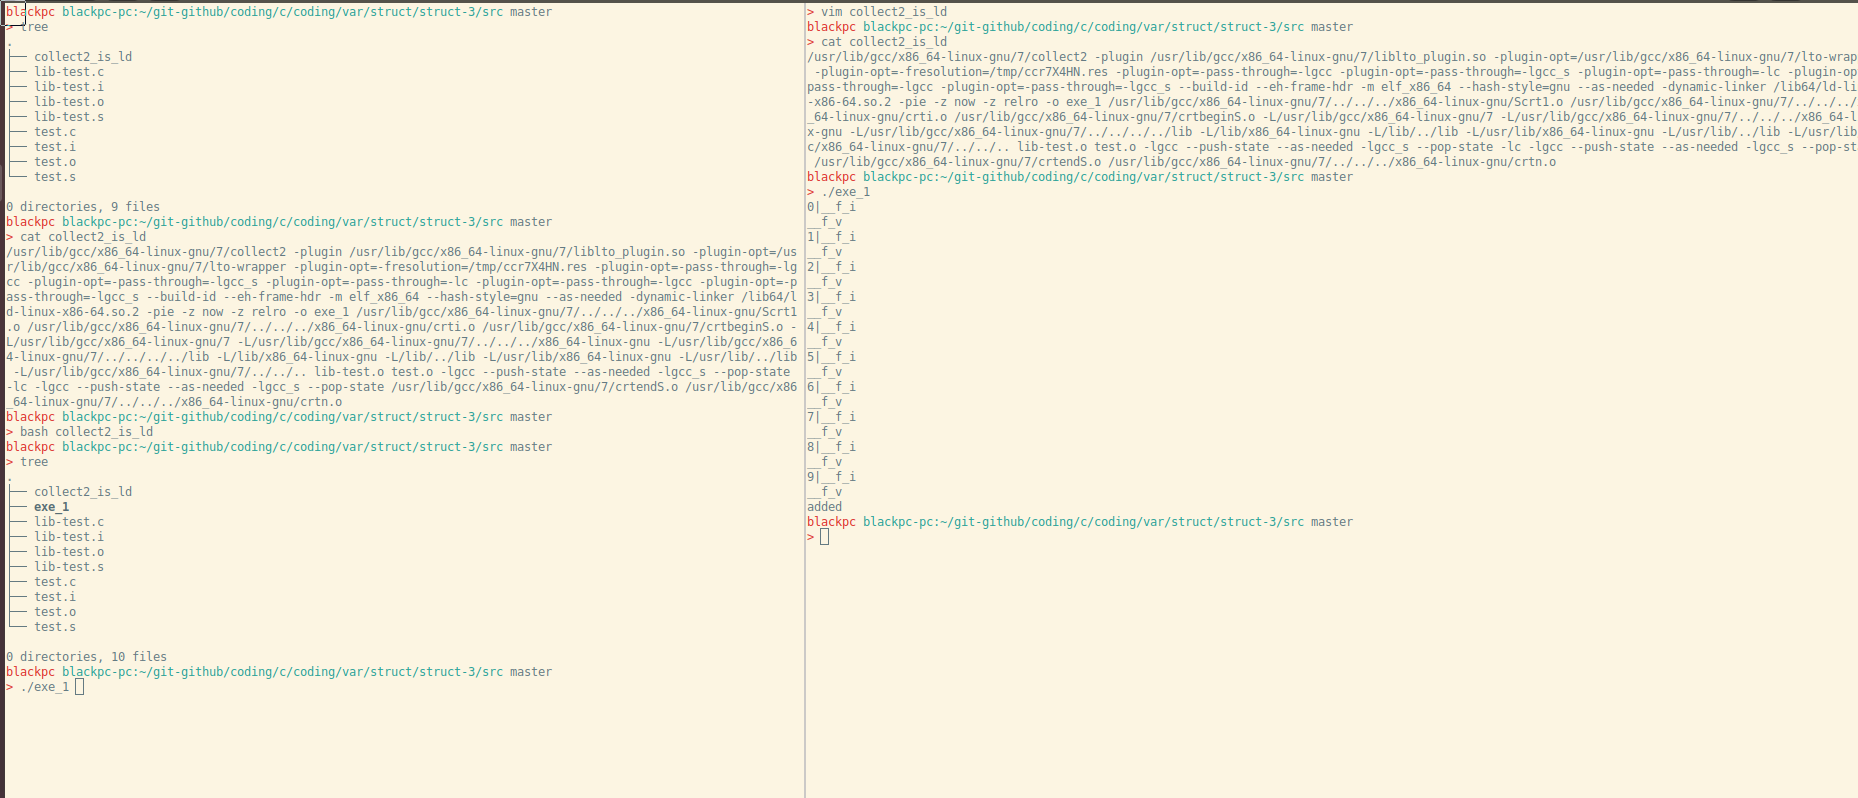 blackpc blackpc-pc:~/git-github/coding/c/coding/var/struct/struct-3/src master
> tree
.
├── collect2_is_ld
├── lib-test.c
├── lib-test.i
├── lib-test.o
├── lib-test.s
├── test.c
├── test.i
├── test.o
└── test.s
0 directories, 9 files
blackpc blackpc-pc:~/git-github/coding/c/coding/var/struct/struct-3/src master
> cat collect2_is_ld
/usr/lib/gcc/x86_64-linux-gnu/7/collect2 -plugin /usr/lib/gcc/x86_64-linux-gnu/7/liblto_plugin.so -plugin-opt=/us
r/lib/gcc/x86_64-linux-gnu/7/lto-wrapper -plugin-opt=-fresolution=/tmp/ccr7X4HN.res -plugin-opt=-pass-through=-lg
cc -plugin-opt=-pass-through=-lgcc_s -plugin-opt=-pass-through=-lc -plugin-opt=-pass-through=-lgcc -plugin-opt=-p
ass-through=-lgcc_s --build-id --eh-frame-hdr -m elf_x86_64 --hash-style=gnu --as-needed -dynamic-linker /lib64/l
d-linux-x86-64.so.2 -pie -z now -z relro -o exe_1 /usr/lib/gcc/x86_64-linux-gnu/7/../../../x86_64-linux-gnu/Scrt1
.o /usr/lib/gcc/x86_64-linux-gnu/7/../../../x86_64-linux-gnu/crti.o /usr/lib/gcc/x86_64-linux-gnu/7/crtbeginS.o -
L/usr/lib/gcc/x86_64-linux-gnu/7 -L/usr/lib/gcc/x86_64-linux-gnu/7/../../../x86_64-linux-gnu -L/usr/lib/gcc/x86_6
4-linux-gnu/7/../../../../lib -L/lib/x86_64-linux-gnu -L/lib/../lib -L/usr/lib/x86_64-linux-gnu -L/usr/lib/../lib
-L/usr/lib/gcc/x86_64-linux-gnu/7/../../.. lib-test.o test.o -lgcc --push-state --as-needed -lgcc_s --pop-state
-lc -lgcc --push-state --as-needed -lgcc_s --pop-state /usr/lib/gcc/x86_64-linux-gnu/7/crtendS.o /usr/lib/gcc/x86
_64-linux-gnu/7/../../../x86_64-linux-gnu/crtn.o
blackpc blackpc-pc:~/git-github/coding/c/coding/var/struct/struct-3/src master
> bash collect2_is_ld
blackpc blackpc-pc:~/git-github/coding/c/coding/var/struct/struct-3/src master
> tree
.
├── collect2_is_ld
├── exe_1
├── lib-test.c
├── lib-test.i
├── lib-test.o
├── lib-test.s
├── test.c
├── test.i
├── test.o
└── test.s
0 directories, 10 files
blackpc blackpc-pc:~/git-github/coding/c/coding/var/struct/struct-3/src master
> ./exe_1
> vim collect2_is_ld
blackpc blackpc-pc:~/git-github/coding/c/coding/var/struct/struct-3/src master
> cat collect2_is_ld
/usr/lib/gcc/x86_64-linux-gnu/7/collect2 -plugin /usr/lib/gcc/x86_64-linux-gnu/7/liblto_plugin.so -plugin-opt=/usr/lib/gcc/x86_64-linux-gnu/7/lto-wrap
-plugin-opt=-fresolution=/tmp/ccr7X4HN.res -plugin-opt=-pass-through=-lgcc -plugin-opt=-pass-through=-lgcc_s -plugin-opt=-pass-through=-lc -plugin-op
pass-through=-lgcc -plugin-opt=-pass-through=-lgcc_s --build-id --eh-frame-hdr -m elf_x86_64 --hash-style=gnu --as-needed -dynamic-linker /lib64/ld-li
-x86-64.so.2 -pie -z now -z relro -o exe_1 /usr/lib/gcc/x86_64-linux-gnu/7/../../../x86_64-linux-gnu/Scrt1.o /usr/lib/gcc/x86_64-linux-gnu/7/../../../
_64-linux-gnu/crti.o /usr/lib/gcc/x86_64-linux-gnu/7/crtbeginS.o -L/usr/lib/gcc/x86_64-linux-gnu/7 -L/usr/lib/gcc/x86_64-linux-gnu/7/../../../x86_64-l
x-gnu -L/usr/lib/gcc/x86_64-linux-gnu/7/../../../../lib -L/lib/x86_64-linux-gnu -L/lib/../lib -L/usr/lib/x86_64-linux-gnu -L/usr/lib/../lib -L/usr/lib
c/x86_64-linux-gnu/7/../../.. lib-test.o test.o -lgcc --push-state --as-needed -lgcc_s --pop-state -lc -lgcc --push-state --as-needed -lgcc_s --pop-st
/usr/lib/gcc/x86_64-linux-gnu/7/crtendS.o /usr/lib/gcc/x86_64-linux-gnu/7/../../../x86_64-linux-gnu/crtn.o
blackpc blackpc-pc:~/git-github/coding/c/coding/var/struct/struct-3/src master
> ./exe_1
0|__f_i
__f_v
1|__f_i
__f_v
2|__f_i
__f_v
3|__f_i
__f_v
4|__f_i
__f_v
5|__f_i
__f_v
6|__f_i
__f_v
7|__f_i
__f_v
8|__f_i
__f_v
9|__f_i
__f_v
added
blackpc blackpc-pc:~/git-github/coding/c/coding/var/struct/struct-3/src master
>